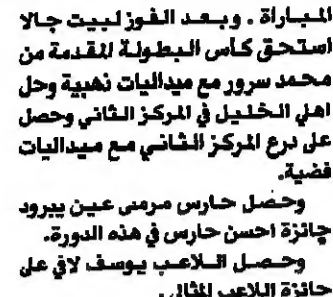 المباراة . وبعد الفوز لبيت جالا
استحق كأس البطولة المقدمة من
محمد سرور مع ميداليات ذهبية وحل
اهلي الخليل في المركز الثاني وحصل
على درع المركز الثاني مع ميداليات
فضية.
وحصل حارس مرمى عين يبرود
جائزة احسن حارس في هذه الدورة.
وحصل اللاعب يوسف لافي على
جائزة اللاعب المثالي.